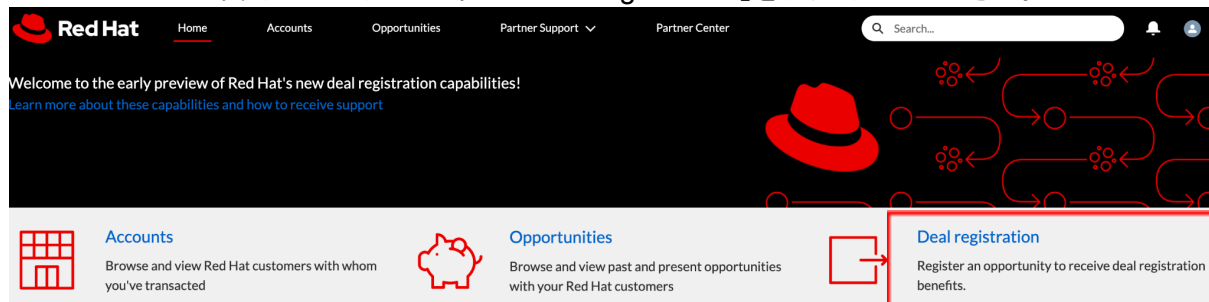 Red Hat
Home
Accounts
Opportunities
Partner Support
Partner Center
Search...
Welcome to the early preview of Red Hat's new deal registration capabilities!
Learn more about these capabilities and how to receive support
Accounts
Browse and view Red Hat customers with whom
you've transacted
Opportunities
Browse and view past and present opportunities
with your Red Hat customers
Deal registration
Register an opportunity to receive deal registration
benefits.